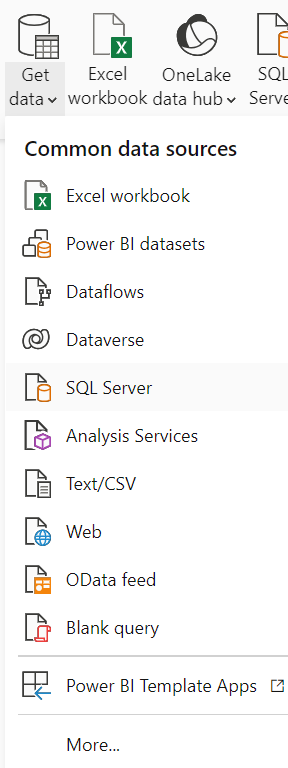 Get data
Excel workbook
OneLake data hub
SQL
Common data sources
Excel workbook
Power BI datasets
Dataflows
Dataverse
SQL Server
Analysis Services
Text/CSV
Web
OData feed
Blank query
Power BI Template Apps
More...